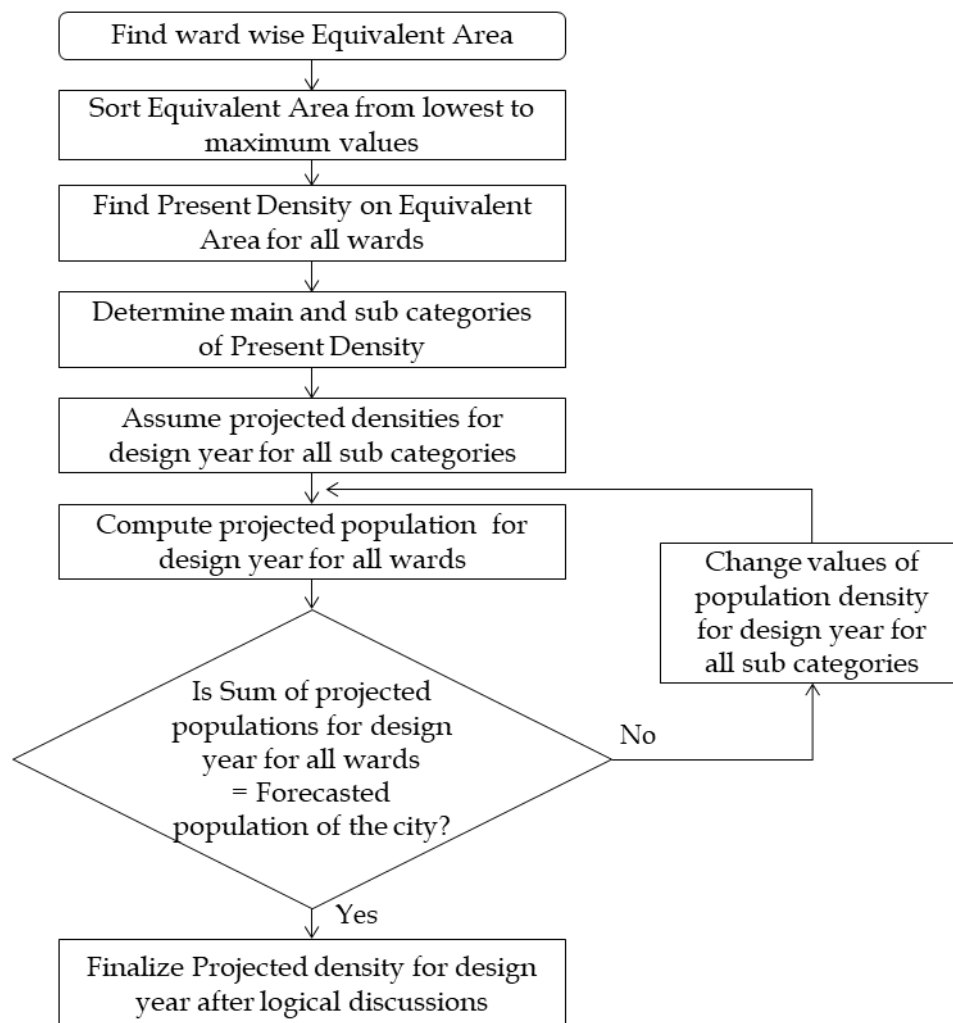 Find ward wise Equivalent Area
Sort Equivalent Area from lowest to
maximum values
Find Present Density on Equivalent
Area for all wards
Determine main and sub categories
of Present Density
Assume projected densities for
design year for all sub categories
Compute projected population for
design year for all wards
Change values of
population density
for design year for
all sub categories
Is Sum of projected
populations for design
year for all wards
= Forecasted
population of the city?
No
Yes
Finalize Projected density for design
year after logical discussions